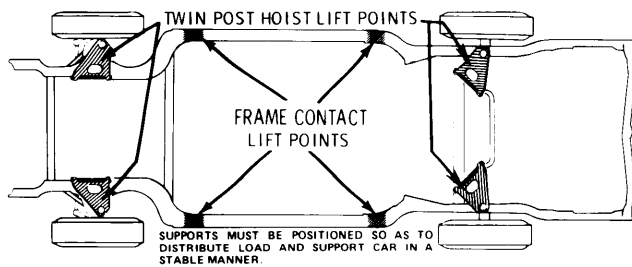 TWIN POST HOIST LIFT POINTS
FRAME CONTACT
LIFT POINTS
SUPPORTS MUST BE POSITIONED SO AS TO
DISTRIBUTE LOAD AND SUPPORT CAR IN A
STABLE MANNER.